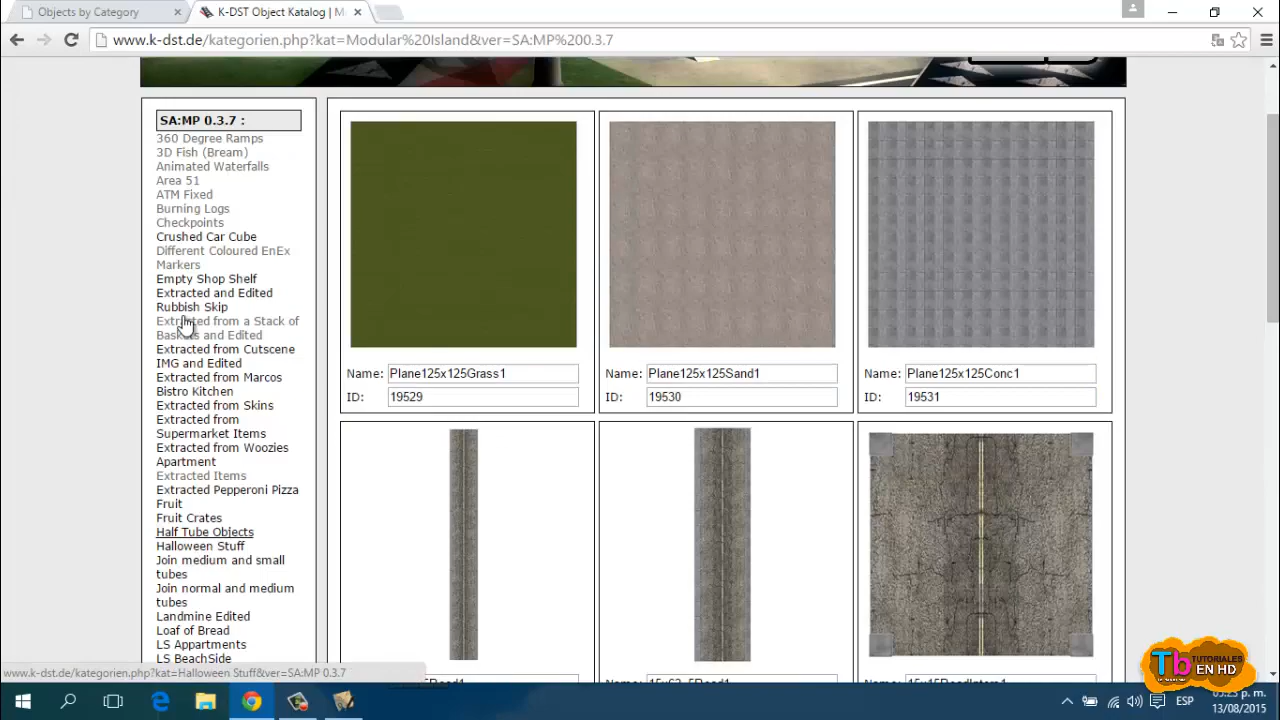 Objects by Category
K-DST Object Katalog | M
www.k-dst.de/kategorien.php?kat=Modular%20Island&ver=SA:MP%200.3.7
SA:MP 0.3.7 :
360 Degree Ramps
3D Fish (Bream)
Animated Waterfalls
Area 51
ATM Fixed
Burning Logs
Checkpoints
Crushed Car Cube
Different Coloured EnEx
Markers
Empty Shop Shelf
Extracted and Edited
Rubbish Skip
Extracted from a Stack of
Baskets and Edited
Extracted from Cutscene
IMG and Edited
Extracted from Marcos
Bistro Kitchen
Extracted from Skins
Extracted from
Supermarket Items
Extracted from Woozies
Apartment
Extracted Items
Extracted Pepperoni Pizza
Fruit
Fruit Crates
Half Tube Objects
Halloween Stuff
Join medium and small
tubes
Join normal and medium
tubes
Landmine Edited
Loaf of Bread
LS Appartments
LS BeachSide
Name: Plane125x125Grass1
ID: 19529
Name: Plane125x125Sand1
ID: 19530
Name: Plane125x125Conc1
ID: 19531
www.k-dst.de/kategorien.php?kat=Halloween Stuff&ver=SA:MP 0.3.7
Tb TUTORIALES
EN HD
ESP
05:23 p. m.
13/08/2015